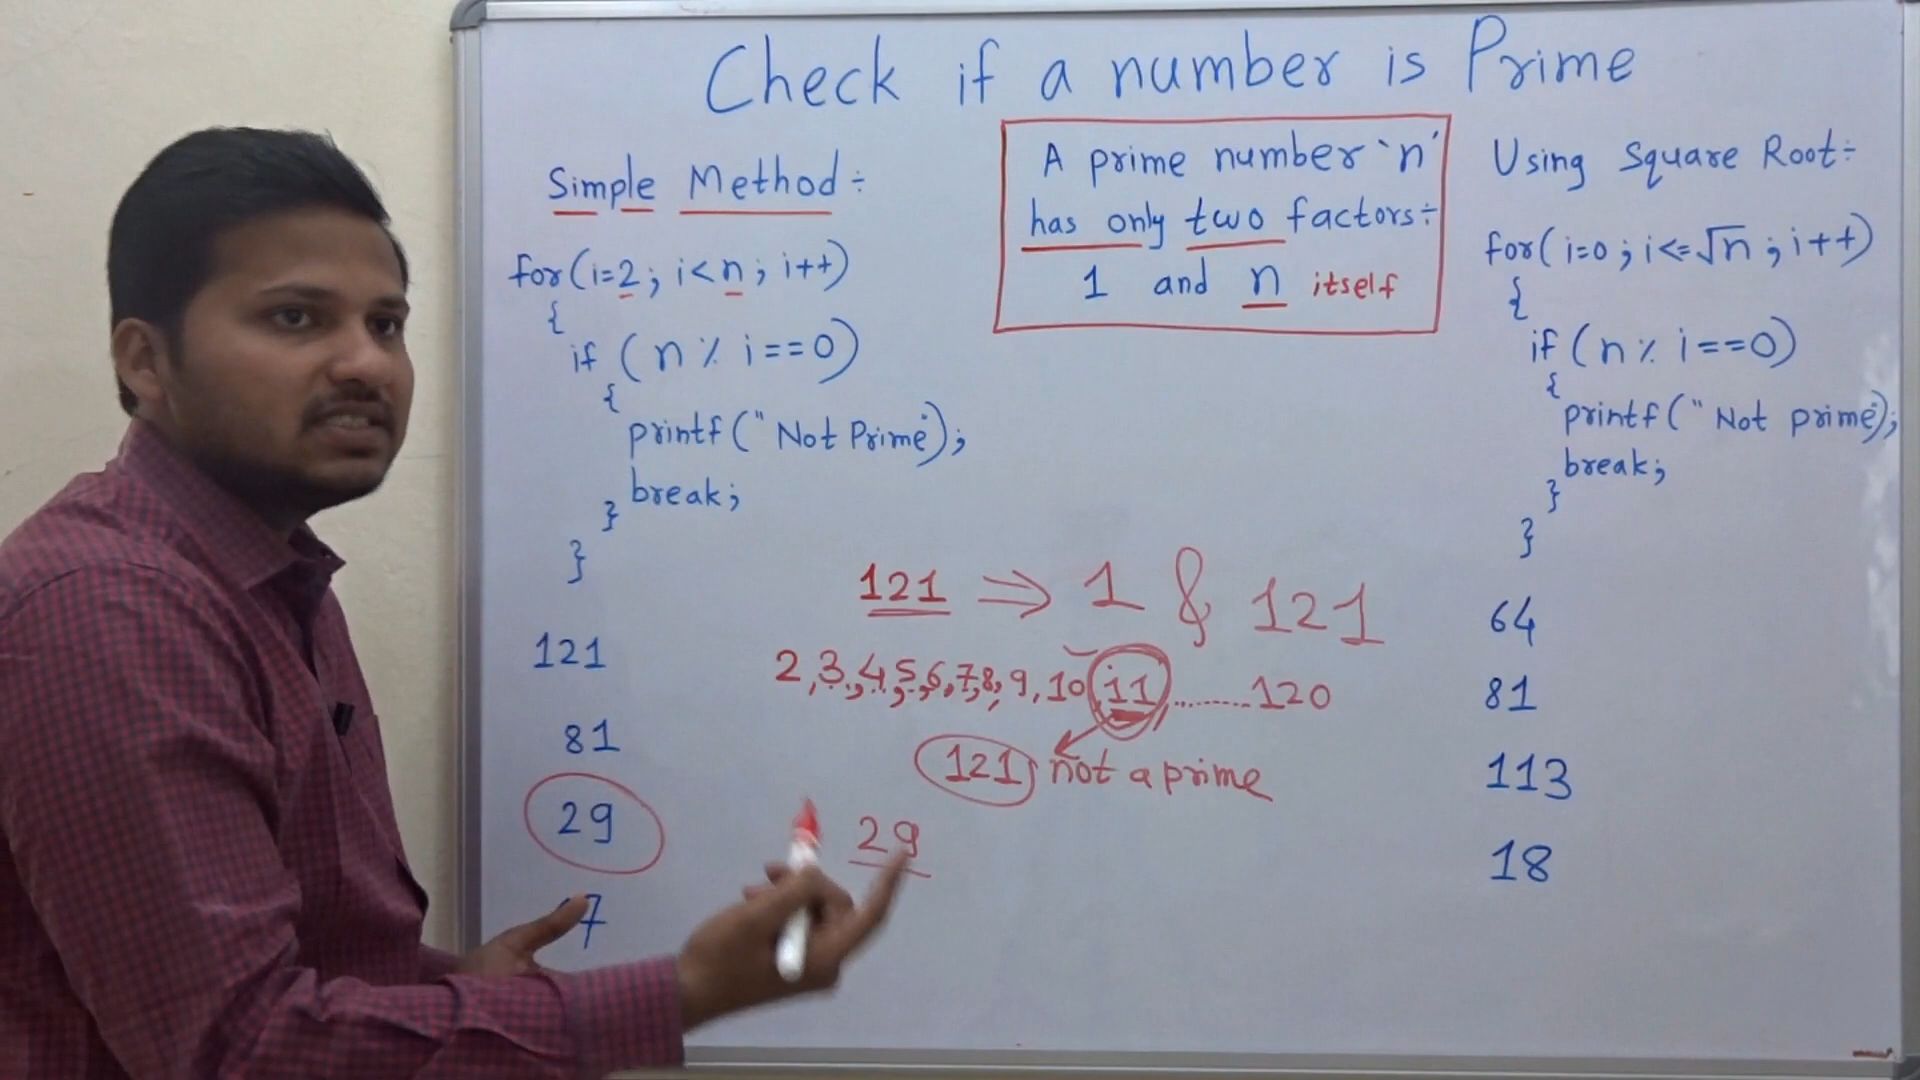 Check if a number is Prime
Simple Method:
for(i=2; i<n; i++)
{
if (n % i==0)
{
printf("Not Prime");
break;
}
}
121
81
29
7
A prime number 'n'
has only two factors:
1 and n itself
121 ⇒ 1 & 121
2,3,4,5,6,7,8,9,10,11,........120
121 not a prime
29
Using Square Root:
for(i=0; i<=√n; i++)
{
if (n % i==0)
{
printf("Not prime");
break;
}
}
64
81
113
18